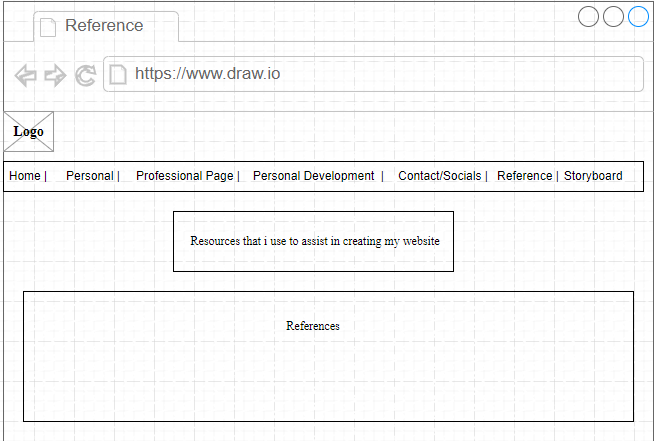 Reference
https://www.draw.io
Logo
Home | Personal | Professional Page | Personal Development | Contact/Socials | Reference | Storyboard
Resources that i use to assist in creating my website
References